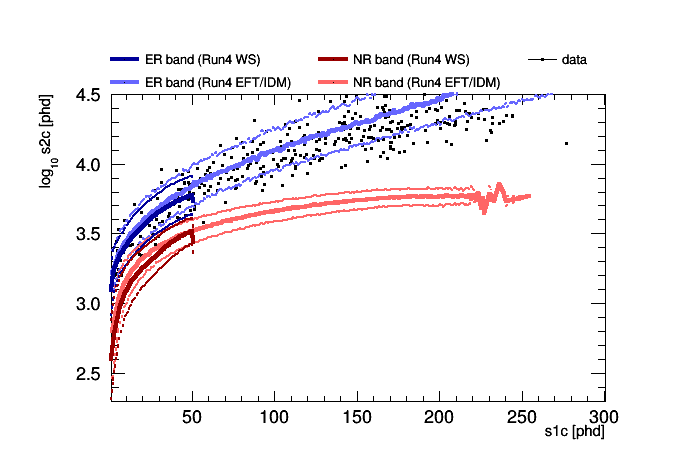 ER band (Run4 WS) NR band (Run4 WS) data
ER band (Run4 EFT/IDM) NR band (Run4 EFT/IDM)
log10 s2c [phd]
4.5
4.0
3.5
3.0
2.5
50 100 150 200 250 300
s1c [phd]